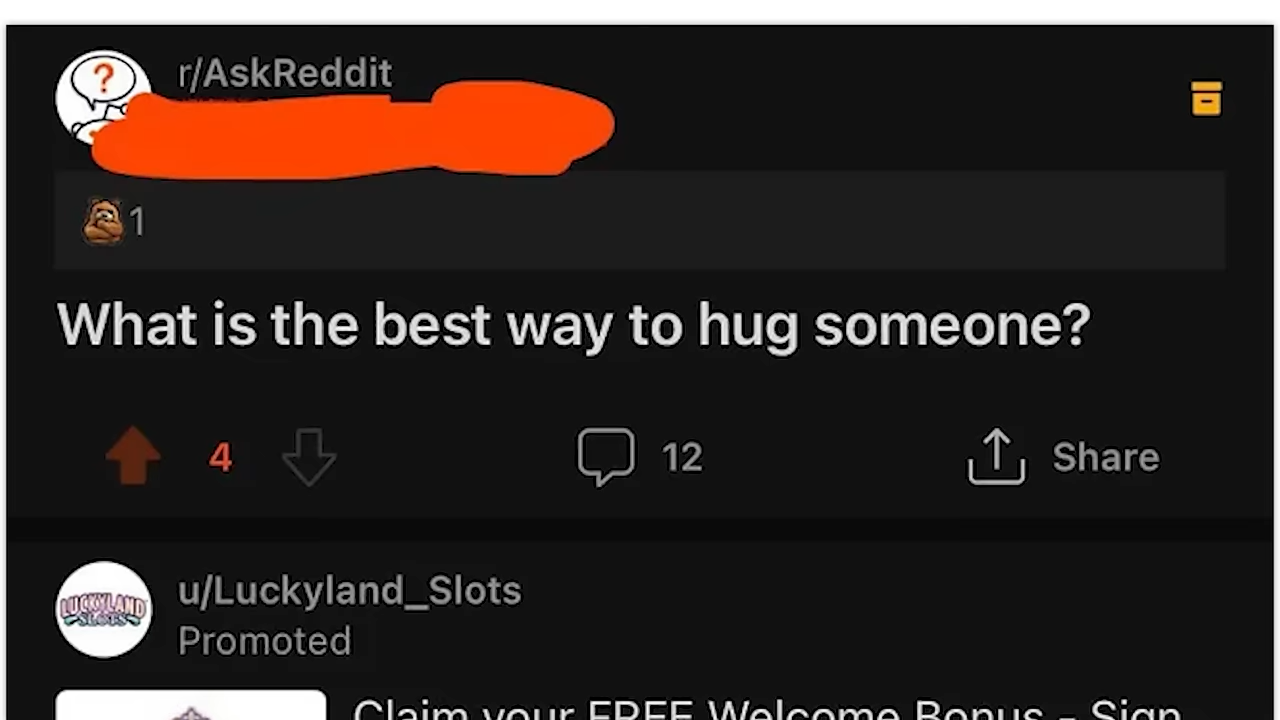 ?
r/AskReddit
1
What is the best way to hug someone?
4
12
Share
LUCKYLAND
SLOTS
u/Luckyland_Slots
Promoted
Claim your FREE Welcome Bonus - Sign